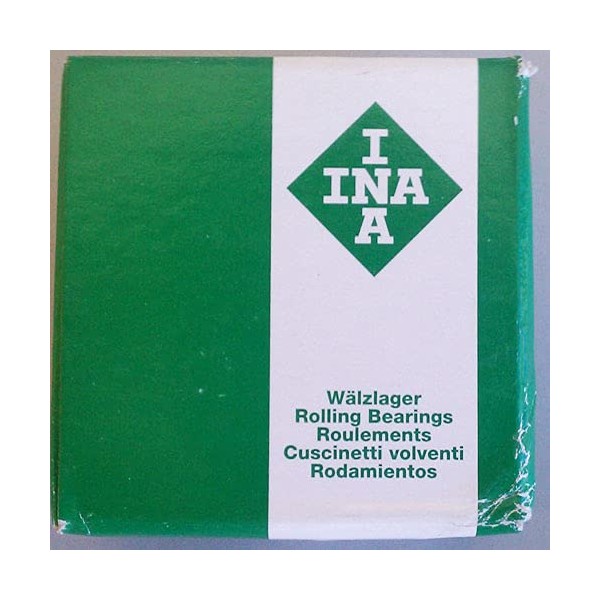 I
INA
A
Wälzlager
Rolling Bearings
Roulements
Cuscinetti volventi
Rodamientos